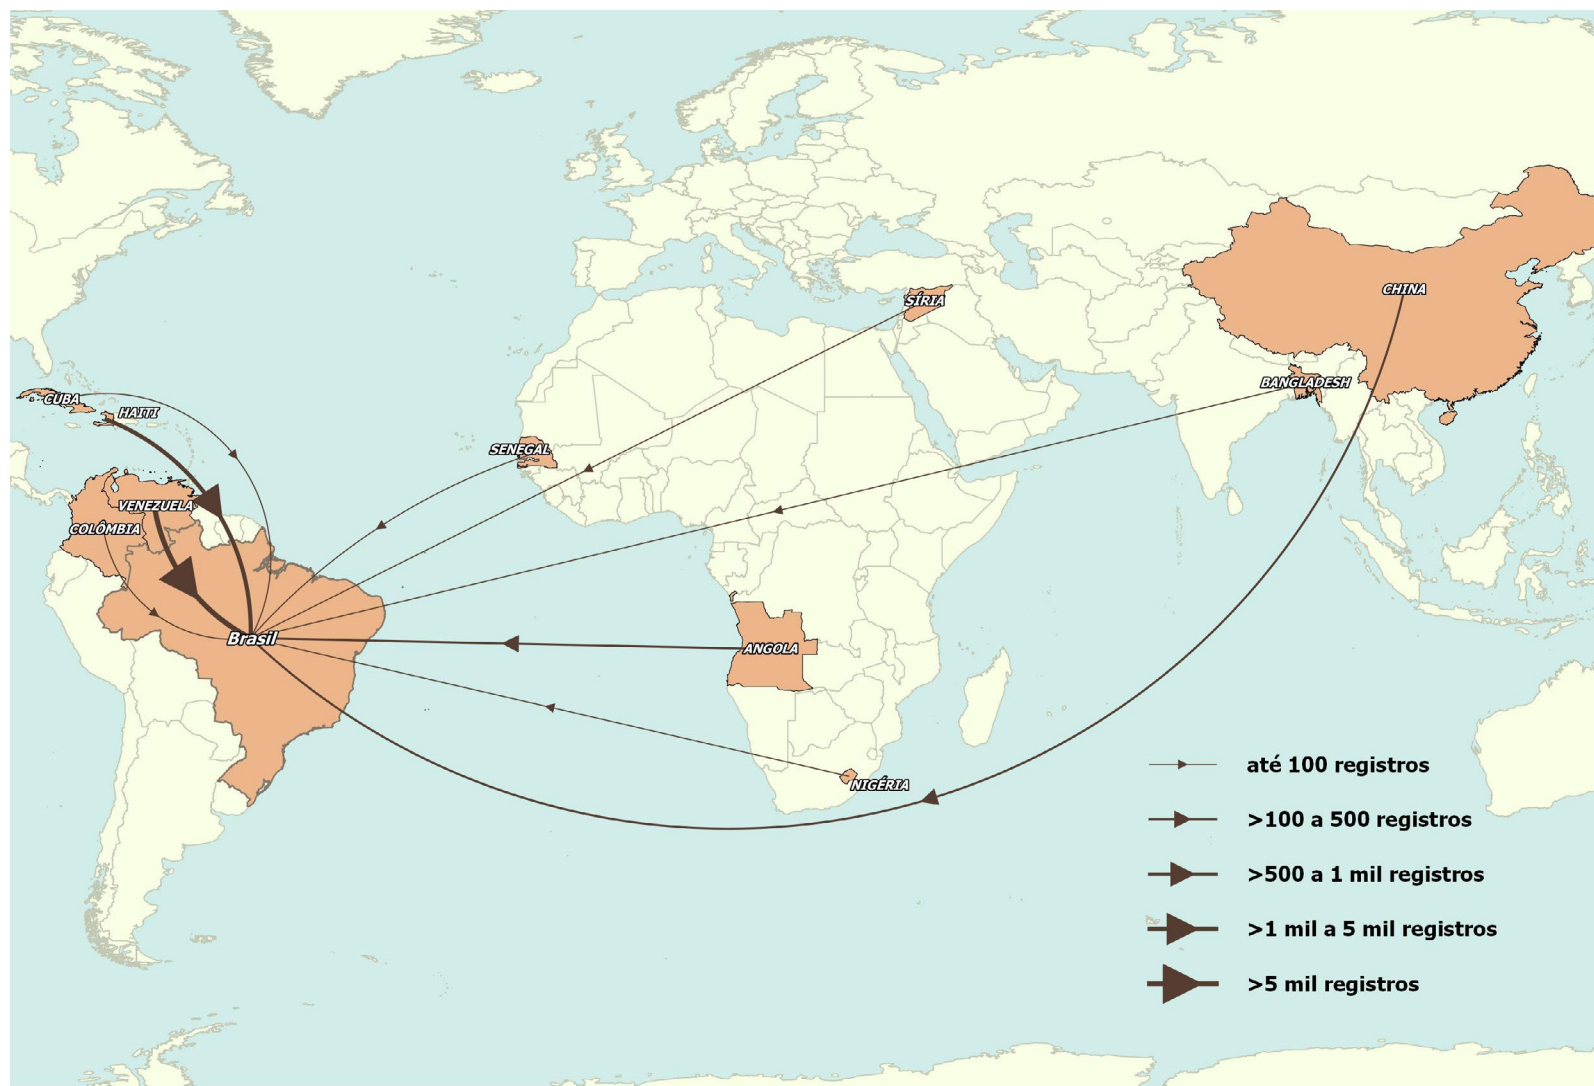 SÍRIA
CHINA
BANGLADESH
CUBA
HAITI
SENEGAL
VENEZUELA
COLÔMBIA
Brasil
ANGOLA
NIGÉRIA
até 100 registros
>100 a 500 registros
>500 a 1 mil registros
>1 mil a 5 mil registros
>5 mil registros